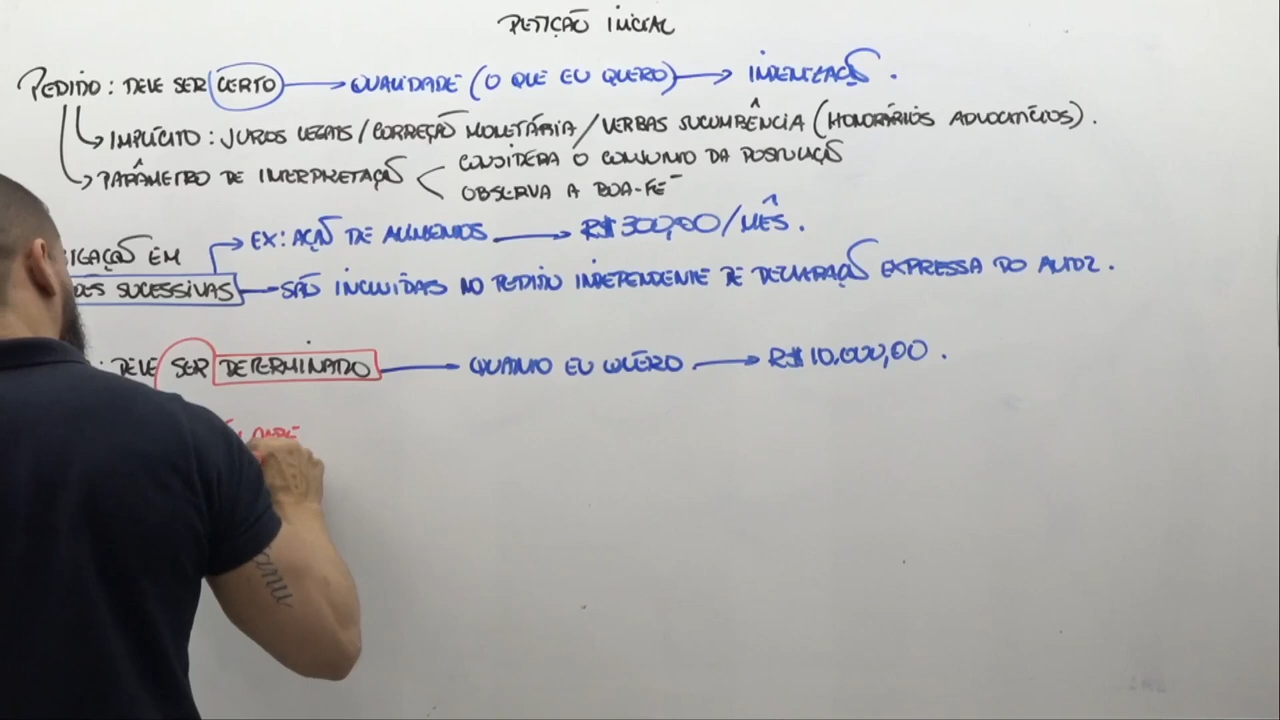 PETIÇÃO INICIAL
PEDIDO: DEVE SER CERTO → QUALIDADE (O QUE EU QUERO) → INDENIZAÇÃO.
→ IMPLÍCITO: JUROS LEGAIS / CORREÇÃO MONETÁRIA / VERBAS SUCUMBÊNCIA (HONORÁRIOS ADVOCATÍCIOS).
→ PARÂMETRO DE INTERPRETAÇÃO < CONSIDERA O CONJUNTO DA POSTULAÇÃO
OBSERVA A BOA-FÉ
→ EX: AÇÃO DE ALIMENTOS → R$300,00/MÊS.
IGAÇÃO EM
ÕES SUCESSIVAS — SÃO INCLUÍDAS NO PEDIDO INDEPENDENTE DE DECLARAÇÃO EXPRESSA DO AUTOR.
: DEVE SER DETERMINADO → QUANTO EU QUERO → R$10.000,00.